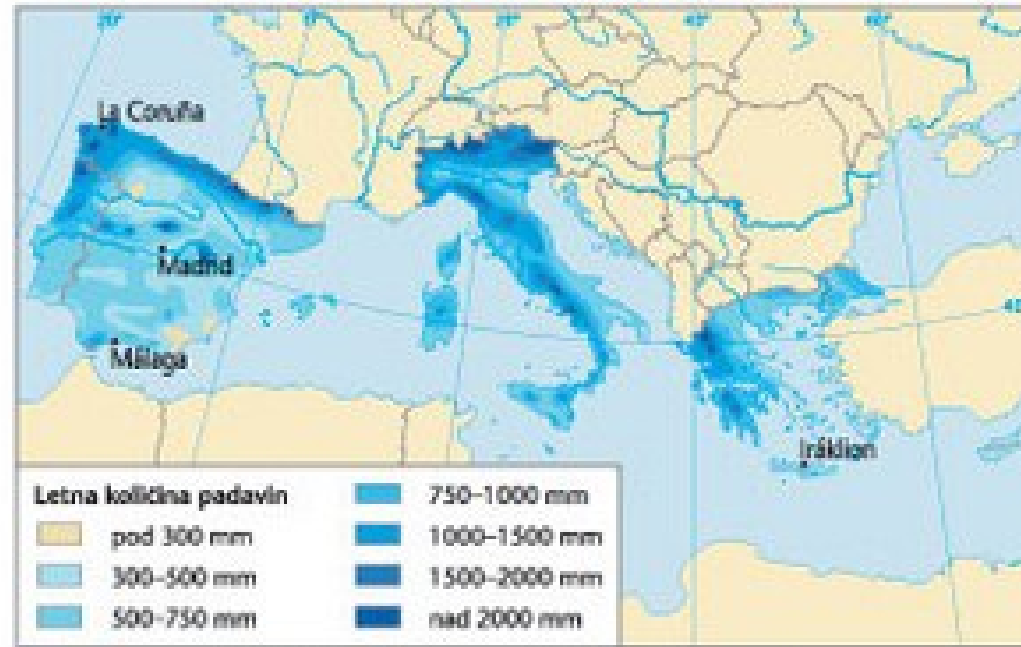 La Coruña
Madrid
Málaga
Iráklion
Letna količina padavin
pod 300 mm
300–500 mm
500–750 mm
750–1000 mm
1000–1500 mm
1500–2000 mm
nad 2000 mm